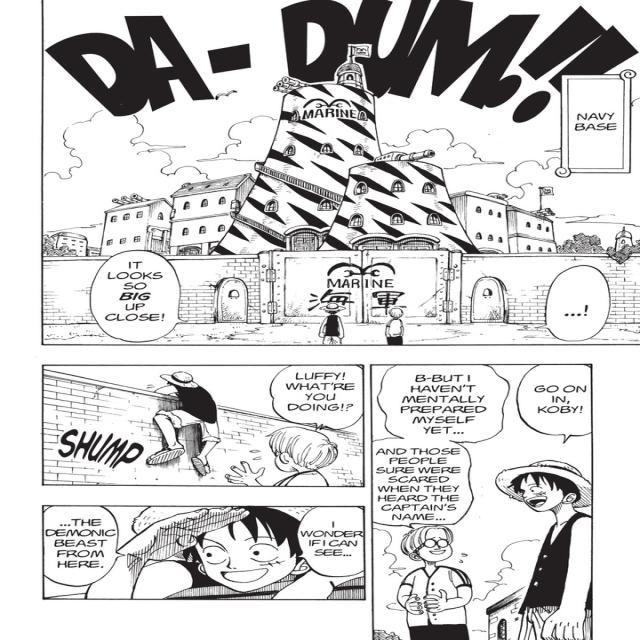 DA-DUM!!
NAVY
BASE
MARINE
...!
IT
LOOKS
SO
BIG
UP
CLOSE!
MARINE
海軍
GO ON
IN,
KOBY!
B-BUT I
HAVEN'T
MENTALLY
PREPARED
MYSELF
YET...
AND THOSE
PEOPLE
SURE WERE
SCARED
WHEN THEY
HEARD THE
CAPTAIN'S
NAME...
LUFFY!
WHAT'RE
YOU
DOING!?
SHUMP
I
WONDER
IF I CAN
SEE...
...THE
DEMONIC
BEAST
FROM
HERE.